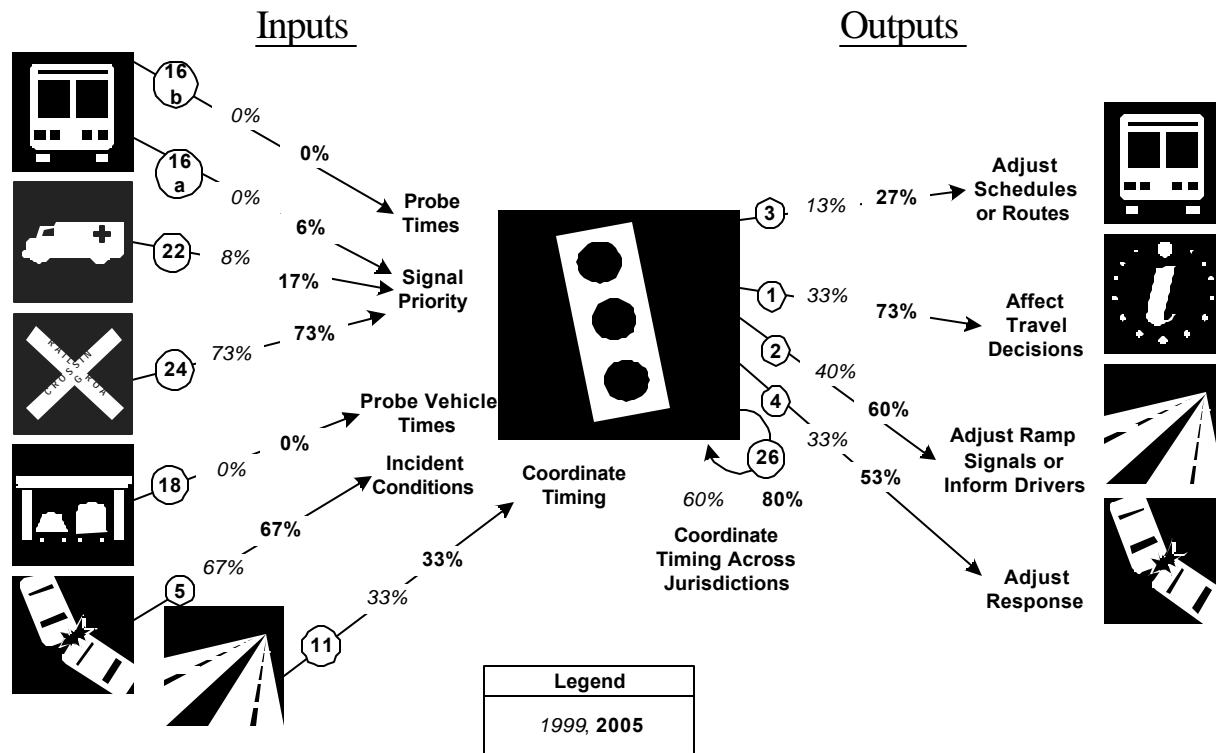 Inputs
Outputs
16
b
0%
0%
Probe
Times
16
a
0%
6%
22
8%
17%
Signal
Priority
24
73%
73%
RAILROAD
CROSSING
18
0%
0%
Probe Vehicle
Times
5
67%
67%
Incident
Conditions
11
33%
33%
Coordinate
Timing
3
13%
27%
Adjust
Schedules
or Routes
1
33%
73%
Affect
Travel
Decisions
2
40%
60%
Adjust Ramp
Signals or
Inform Drivers
4
33%
53%
Adjust
Response
26
60%
80%
Coordinate
Timing Across
Jurisdictions
i
Legend
1999, 2005